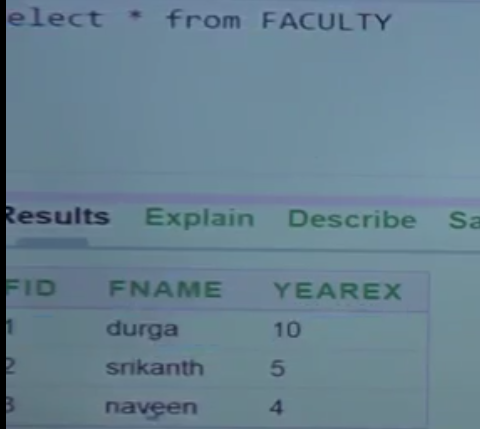 elect * from FACULTY
Results Explain Describe Sa
FID FNAME YEAREX
1 durga 10
2 srikanth 5
3 naveen 4